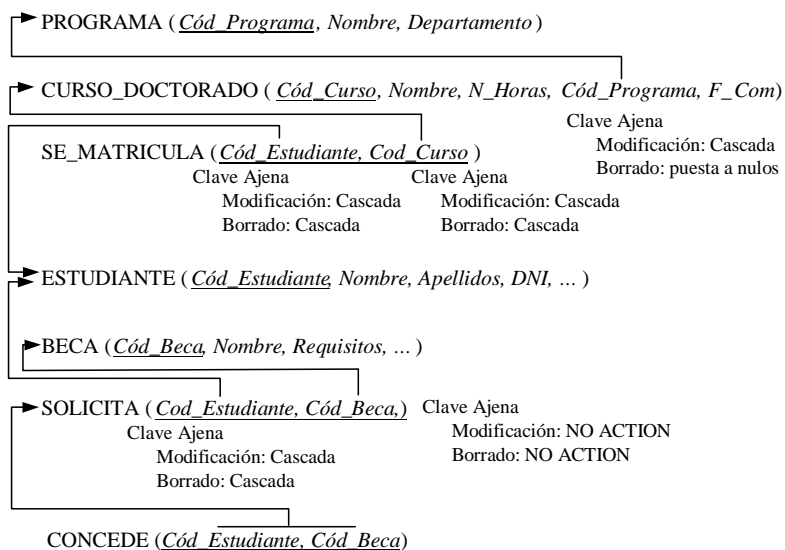 PROGRAMA (Cód_Programa, Nombre, Departamento)
CURSO_DOCTORADO ( Cód_Curso, Nombre, N_Horas, Cód_Programa, F_Com)
Clave Ajena
Modificación: Cascada
Borrado: puesta a nulos
SE_MATRICULA (Cód_Estudiante, Cod_Curso )
Clave Ajena Clave Ajena
Modificación: Cascada Modificación: Cascada
Borrado: Cascada Borrado: Cascada
ESTUDIANTE (Cód_Estudiante, Nombre, Apellidos, DNI, ... )
BECA (Cód_Beca, Nombre, Requisitos, ... )
SOLICITA ( Cod_Estudiante, Cód_Beca,) Clave Ajena
Clave Ajena Modificación: NO ACTION
Modificación: Cascada Borrado: NO ACTION
Borrado: Cascada
CONCEDE (Cód_Estudiante, Cód_Beca)